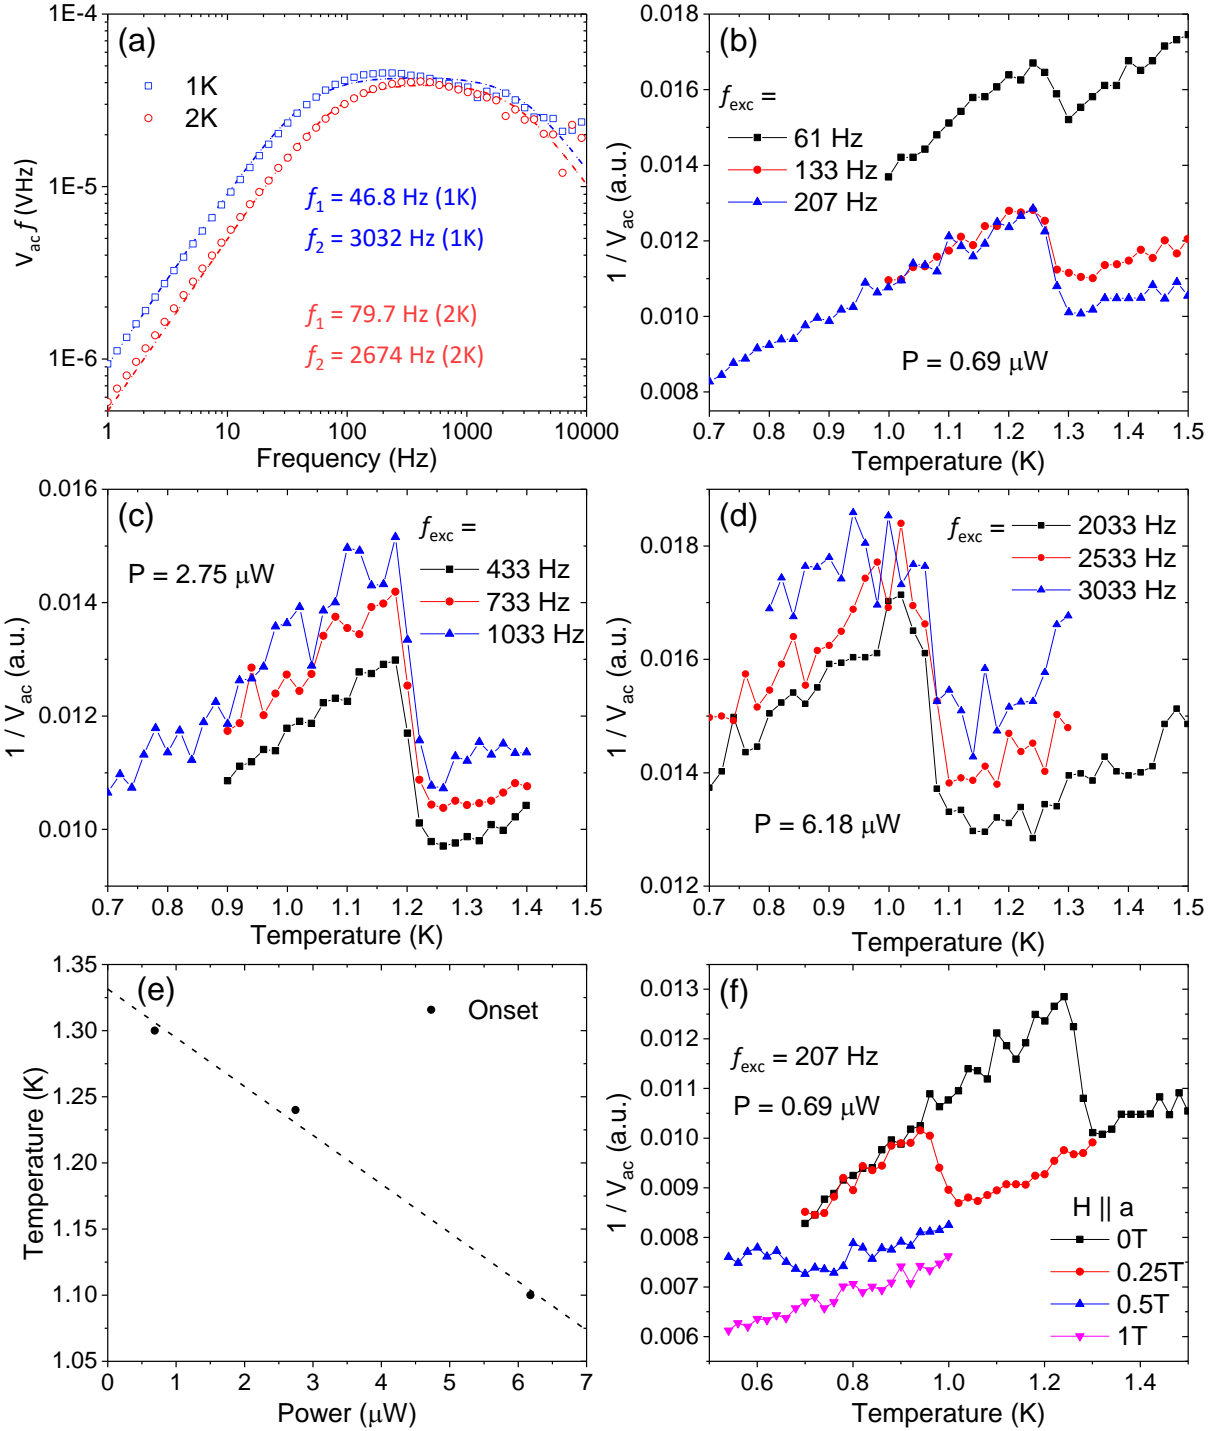 (a)
1E-4
1E-5
1E-6
V_ac f (VHz)
1K
2K
f₁ = 46.8 Hz (1K)
f₂ = 3032 Hz (1K)
f₁ = 79.7 Hz (2K)
f₂ = 2674 Hz (2K)
1 10 100 1000 10000
Frequency (Hz)
(b)
0.018
0.016
0.014
0.012
0.010
0.008
1 / V_ac (a.u.)
f_exc =
61 Hz
133 Hz
207 Hz
P = 0.69 μW
0.7 0.8 0.9 1.0 1.1 1.2 1.3 1.4 1.5
Temperature (K)
(c)
0.016
0.014
0.012
0.010
1 / V_ac (a.u.)
f_exc =
P = 2.75 μW
433 Hz
733 Hz
1033 Hz
0.7 0.8 0.9 1.0 1.1 1.2 1.3 1.4 1.5
Temperature (K)
(d)
0.018
0.016
0.014
0.012
1 / V_ac (a.u.)
f_exc =
2033 Hz
2533 Hz
3033 Hz
P = 6.18 μW
0.7 0.8 0.9 1.0 1.1 1.2 1.3 1.4 1.5
Temperature (K)
(e)
1.35
1.30
1.25
1.20
1.15
1.10
1.05
Temperature (K)
Onset
0 1 2 3 4 5 6 7
Power (μW)
(f)
0.013
0.012
0.011
0.010
0.009
0.008
0.007
0.006
1 / V_ac (a.u.)
f_exc = 207 Hz
P = 0.69 μW
H || a
0T
0.25T
0.5T
1T
0.6 0.8 1.0 1.2 1.4
Temperature (K)